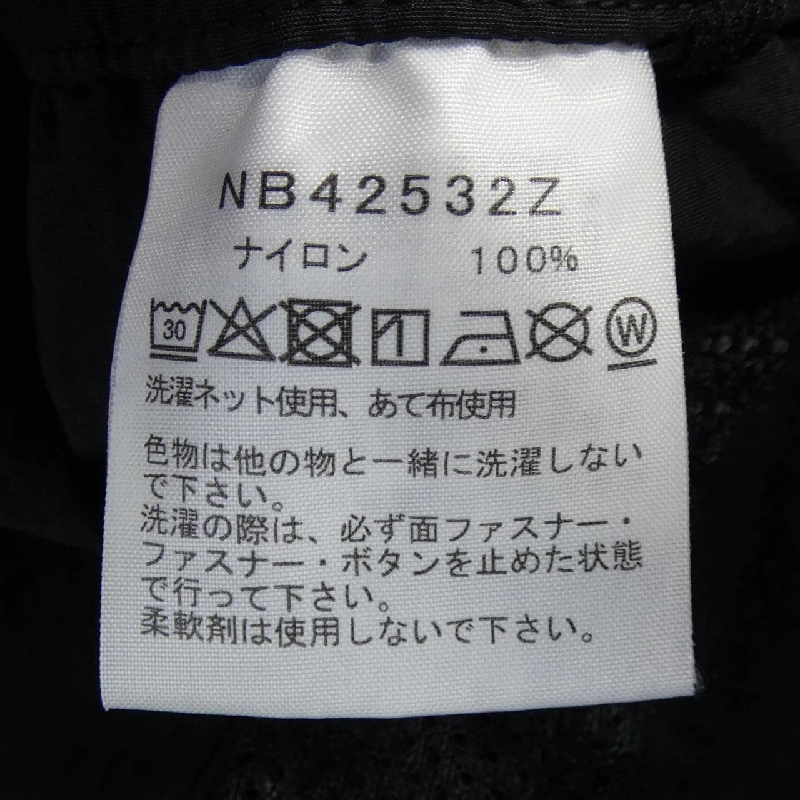 NB42532Z
ナイロン 100%
30 W
洗濯ネット使用、あて布使用
色物は他の物と一緒に洗濯しない
で下さい。
洗濯の際は、必ず面ファスナー・
ファスナー・ボタンを止めた状態
で行って下さい。
柔軟剤は使用しないで下さい。